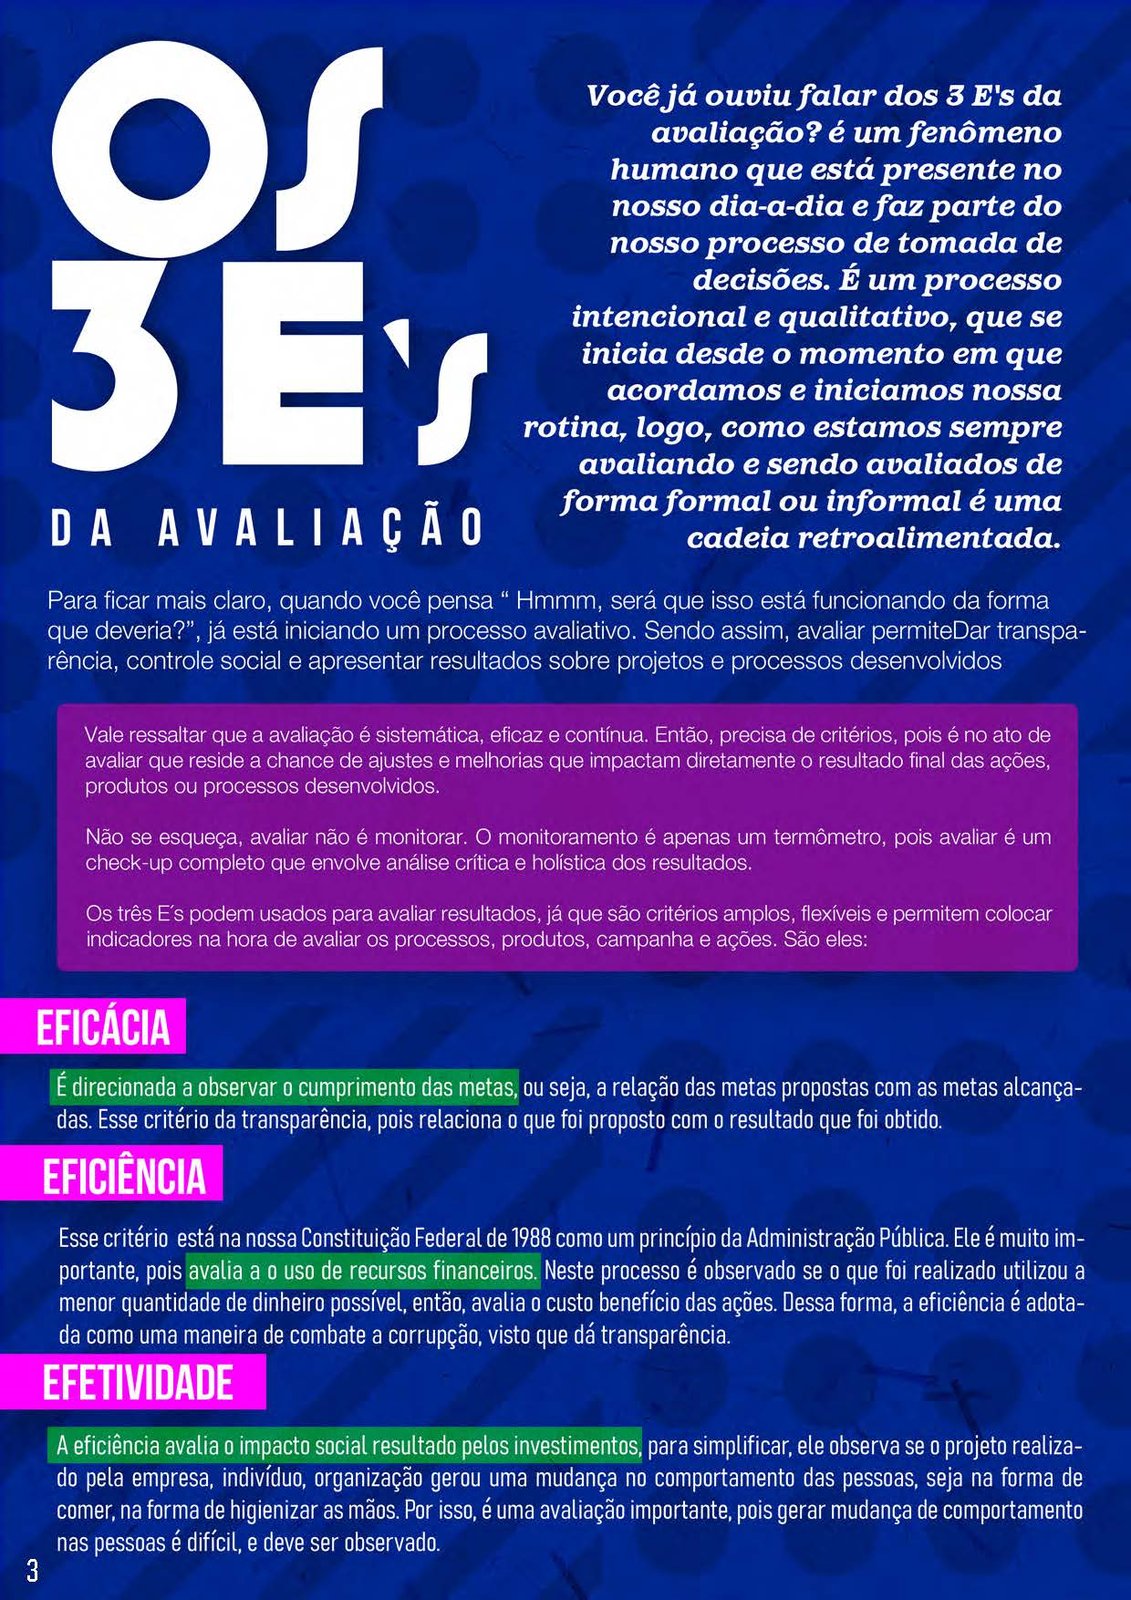 OS
3 E's
DA AVALIAÇÃO
Você já ouviu falar dos 3 E's da
avaliação? é um fenômeno
humano que está presente no
nosso dia-a-dia e faz parte do
nosso processo de tomada de
decisões. É um processo
intencional e qualitativo, que se
inicia desde o momento em que
acordamos e iniciamos nossa
rotina, logo, como estamos sempre
avaliando e sendo avaliados de
forma formal ou informal é uma
cadeia retroalimentada.
Para ficar mais claro, quando você pensa “ Hmmm, será que isso está funcionando da forma
que deveria?”, já está iniciando um processo avaliativo. Sendo assim, avaliar permiteDar transpa-
rência, controle social e apresentar resultados sobre projetos e processos desenvolvidos
Vale ressaltar que a avaliação é sistemática, eficaz e contínua. Então, precisa de critérios, pois é no ato de
avaliar que reside a chance de ajustes e melhorias que impactam diretamente o resultado final das ações,
produtos ou processos desenvolvidos.
Não se esqueça, avaliar não é monitorar. O monitoramento é apenas um termômetro, pois avaliar é um
check-up completo que envolve análise crítica e holística dos resultados.
Os três E´s podem usados para avaliar resultados, já que são critérios amplos, flexíveis e permitem colocar
indicadores na hora de avaliar os processos, produtos, campanha e ações. São eles:
EFICÁCIA
É direcionada a observar o cumprimento das metas, ou seja, a relação das metas propostas com as metas alcança-
das. Esse critério da transparência, pois relaciona o que foi proposto com o resultado que foi obtido.
EFICIÊNCIA
Esse critério está na nossa Constituição Federal de 1988 como um princípio da Administração Pública. Ele é muito im-
portante, pois avalia a o uso de recursos financeiros. Neste processo é observado se o que foi realizado utilizou a
menor quantidade de dinheiro possível, então, avalia o custo benefício das ações. Dessa forma, a eficiência é adota-
da como uma maneira de combate a corrupção, visto que dá transparência.
EFETIVIDADE
A eficiência avalia o impacto social resultado pelos investimentos, para simplificar, ele observa se o projeto realiza-
do pela empresa, indivíduo, organização gerou uma mudança no comportamento das pessoas, seja na forma de
comer, na forma de higienizar as mãos. Por isso, é uma avaliação importante, pois gerar mudança de comportamento
nas pessoas é difícil, e deve ser observado.
3